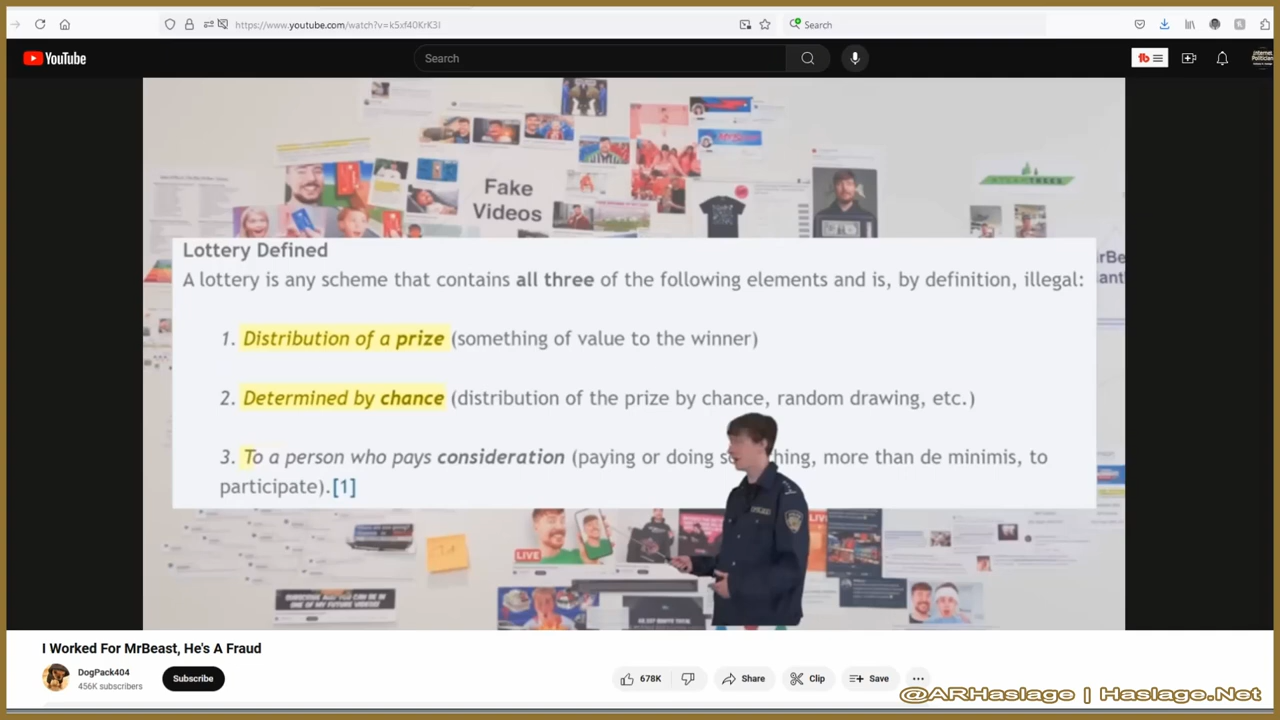 https://www.youtube.com/watch?v=k5xf40KrK3I
Search
YouTube
Search
Fake
Videos
Lottery Defined
A lottery is any scheme that contains all three of the following elements and is, by definition, illegal:
1. Distribution of a prize (something of value to the winner)
2. Determined by chance (distribution of the prize by chance, random drawing, etc.)
3. To a person who pays consideration (paying or doing hing, more than de minimis, to
participate).[1]
LIVE
LIVE
I Worked For MrBeast, He's A Fraud
DogPack404
456K subscribers
Subscribe
678K
Share
Clip
Save
@ARHaslage | Haslage.Net